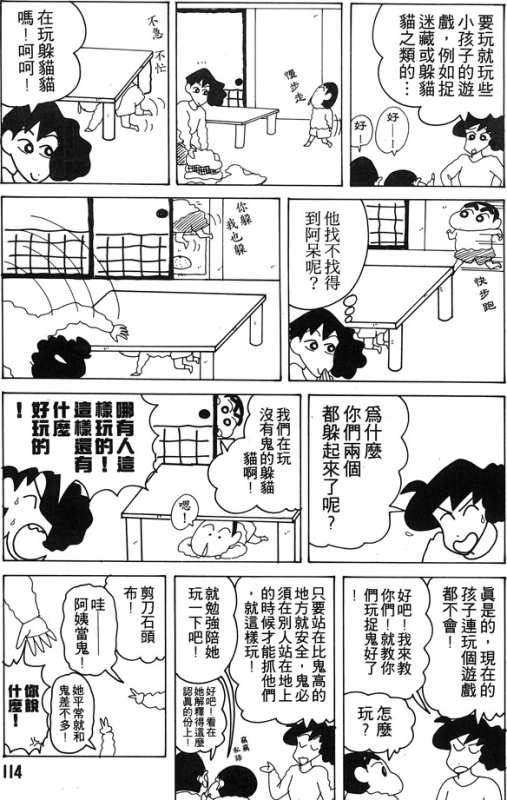 要玩就玩些
小孩子的遊
戲，例如捉
迷藏或躲貓
貓之類的…
好——！
好！
慢步走
不急
不忙
在玩躲貓貓
嗎！呵呵！
快步跑
他找不找得
到阿呆呢？
你躲
我也躲
爲什麼
你們兩個
都躲起來了呢？
我們在玩
沒有鬼的躲貓
貓啊！
嗯！
哪有人這
樣玩的！
這樣還有
什麼
好玩的
！
眞是的，現在的
孩子連玩個遊戲
都不會！
好吧！我來教
你們！就教你
們玩捉鬼好了
！
怎麼
玩？
只要站在比鬼高的
地方就安全，鬼必
須在別人站在地上
的時候才能抓他們
，就這樣玩！
竊竊
私語
就勉強陪她
玩一下吧！
好吧！看在
她解釋得這麼
認眞的份上！
剪刀石頭
布！
哇——
阿姨當鬼！
她平常就和
鬼差不多！
你說
什麼！
114